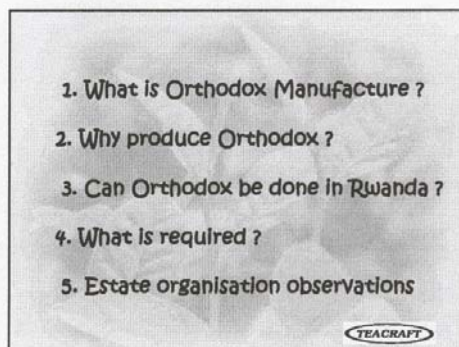 1. What is Orthodox Manufacture ?
2. Why produce Orthodox ?
3. Can Orthodox be done in Rwanda ?
4. What is required ?
5. Estate organisation observations
TEACRAFT